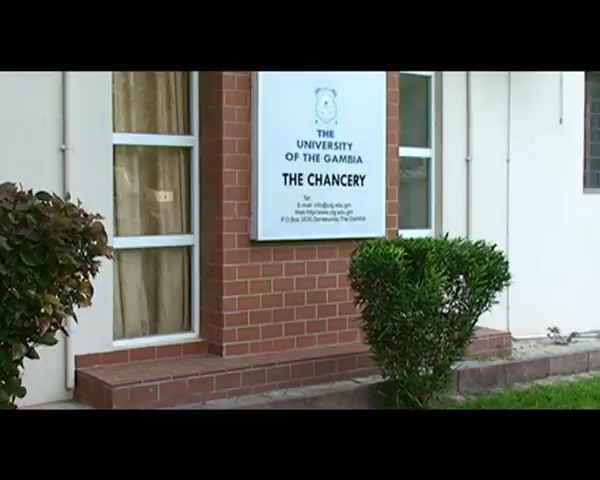 THE
UNIVERSITY
OF THE GAMBIA
THE CHANCERY
Tel:
E-mail: info@utg.edu.gm
Web:http//www.utg.edu.gm
P.O.Box 3530,Serrekunda,The Gambia